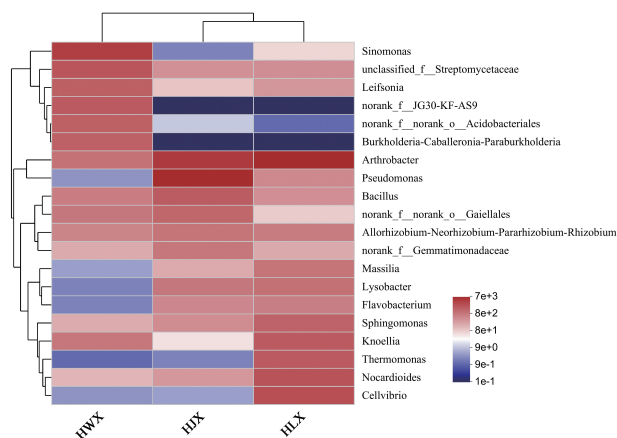 Sinomonas
unclassified_f__Streptomycetaceae
Leifsonia
norank_f__JG30-KF-AS9
norank_f__norank_o__Acidobacteriales
Burkholderia-Caballeronia-Paraburkholderia
Arthrobacter
Pseudomonas
Bacillus
norank_f__norank_o__Gaiellales
Allorhizobium-Neorhizobium-Pararhizobium-Rhizobium
norank_f__Gemmatimonadaceae
Massilia
Lysobacter
Flavobacterium
Sphingomonas
Knoellia
Thermomonas
Nocardioides
Cellvibrio
7e+3
8e+2
8e+1
9e+0
9e-1
1e-1
HWX
HJX
HLX